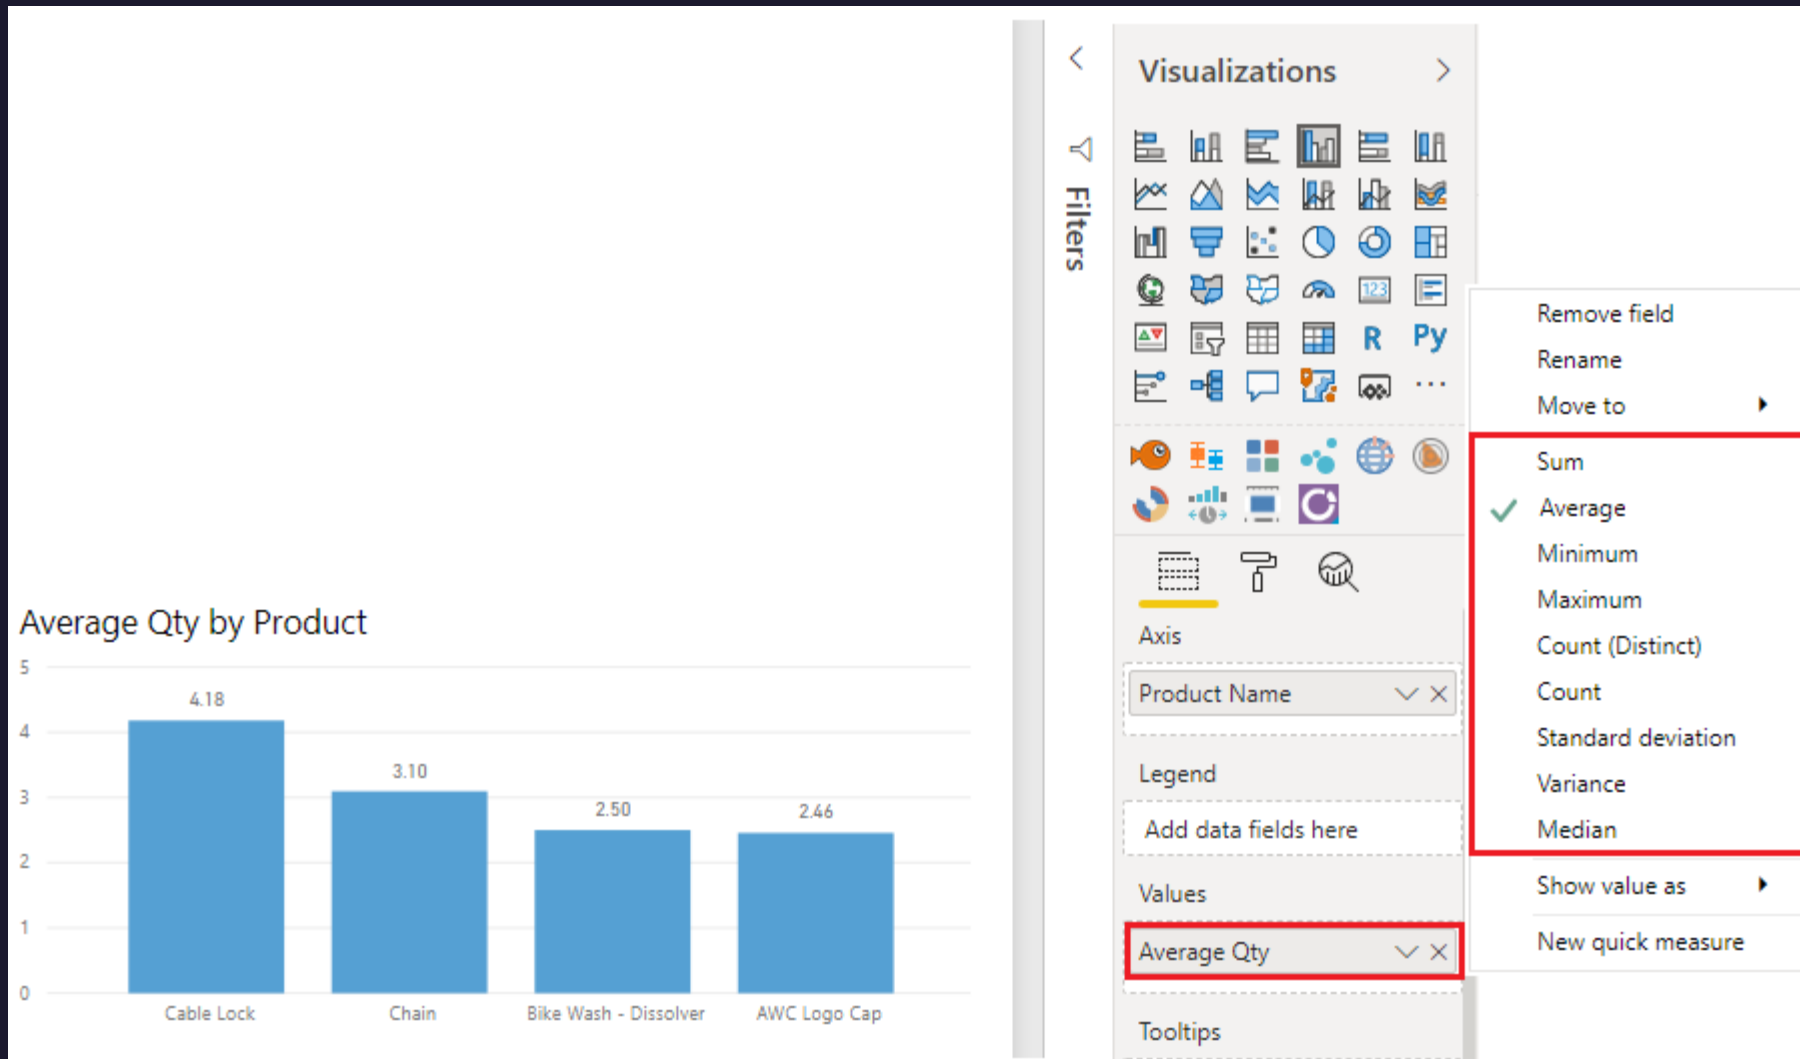 Average Qty by Product
5
4
3
2
1
0
4.18
3.10
2.50
2.46
Cable Lock
Chain
Bike Wash - Dissolver
AWC Logo Cap
Filters
Visualizations
123
R
Py
Axis
Product Name
Legend
Add data fields here
Values
Average Qty
Tooltips
Remove field
Rename
Move to
Sum
Average
Minimum
Maximum
Count (Distinct)
Count
Standard deviation
Variance
Median
Show value as
New quick measure